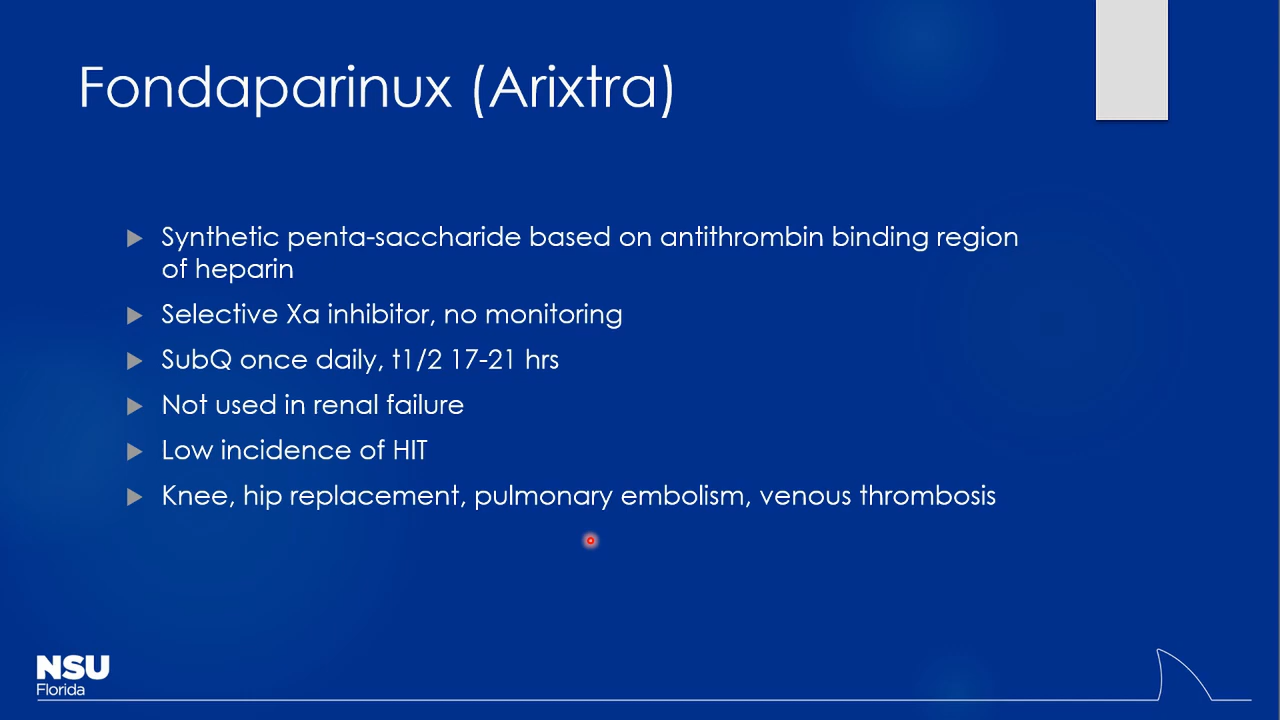 Fondaparinux (Arixtra)
Synthetic penta-saccharide based on antithrombin binding region
of heparin
Selective Xa inhibitor, no monitoring
SubQ once daily, t1/2 17-21 hrs
Not used in renal failure
Low incidence of HIT
Knee, hip replacement, pulmonary embolism, venous thrombosis
NSU
Florida